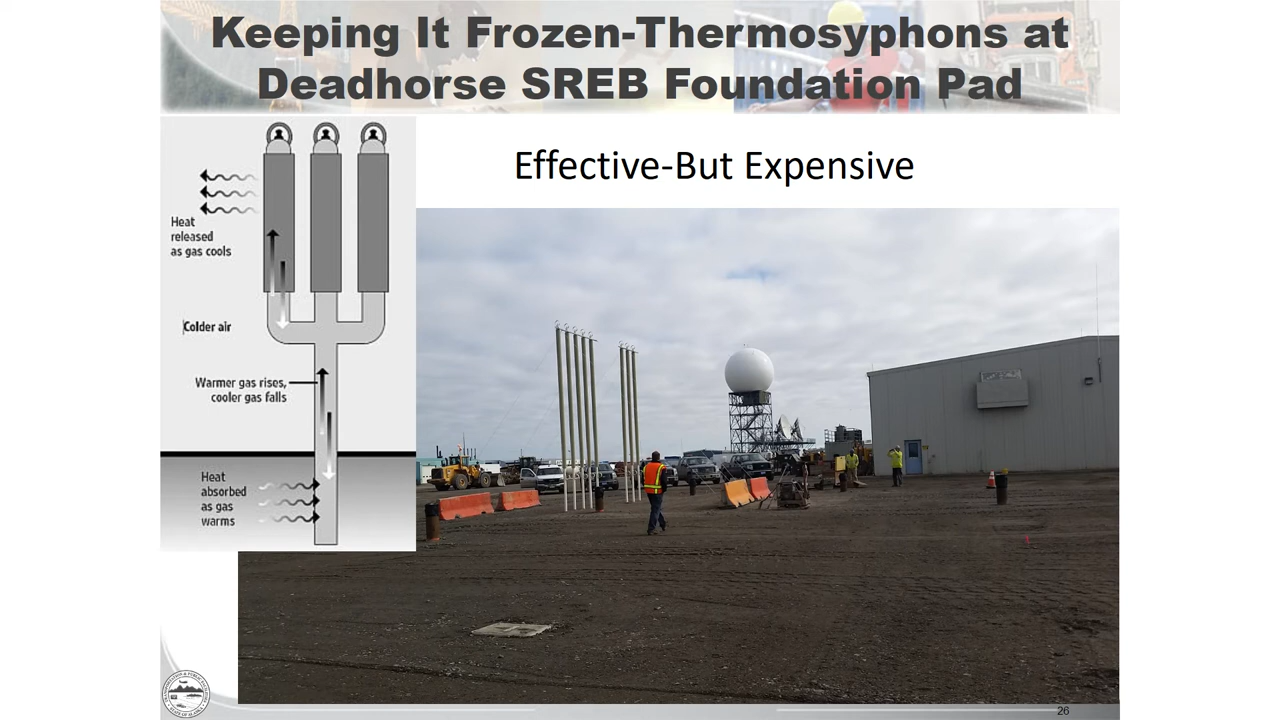 Keeping It Frozen-Thermosyphons at
Deadhorse SREB Foundation Pad
Effective-But Expensive
Heat
released
as gas cools
Colder air
Warmer gas rises,
cooler gas falls
Heat
absorbed
as gas
warms
26